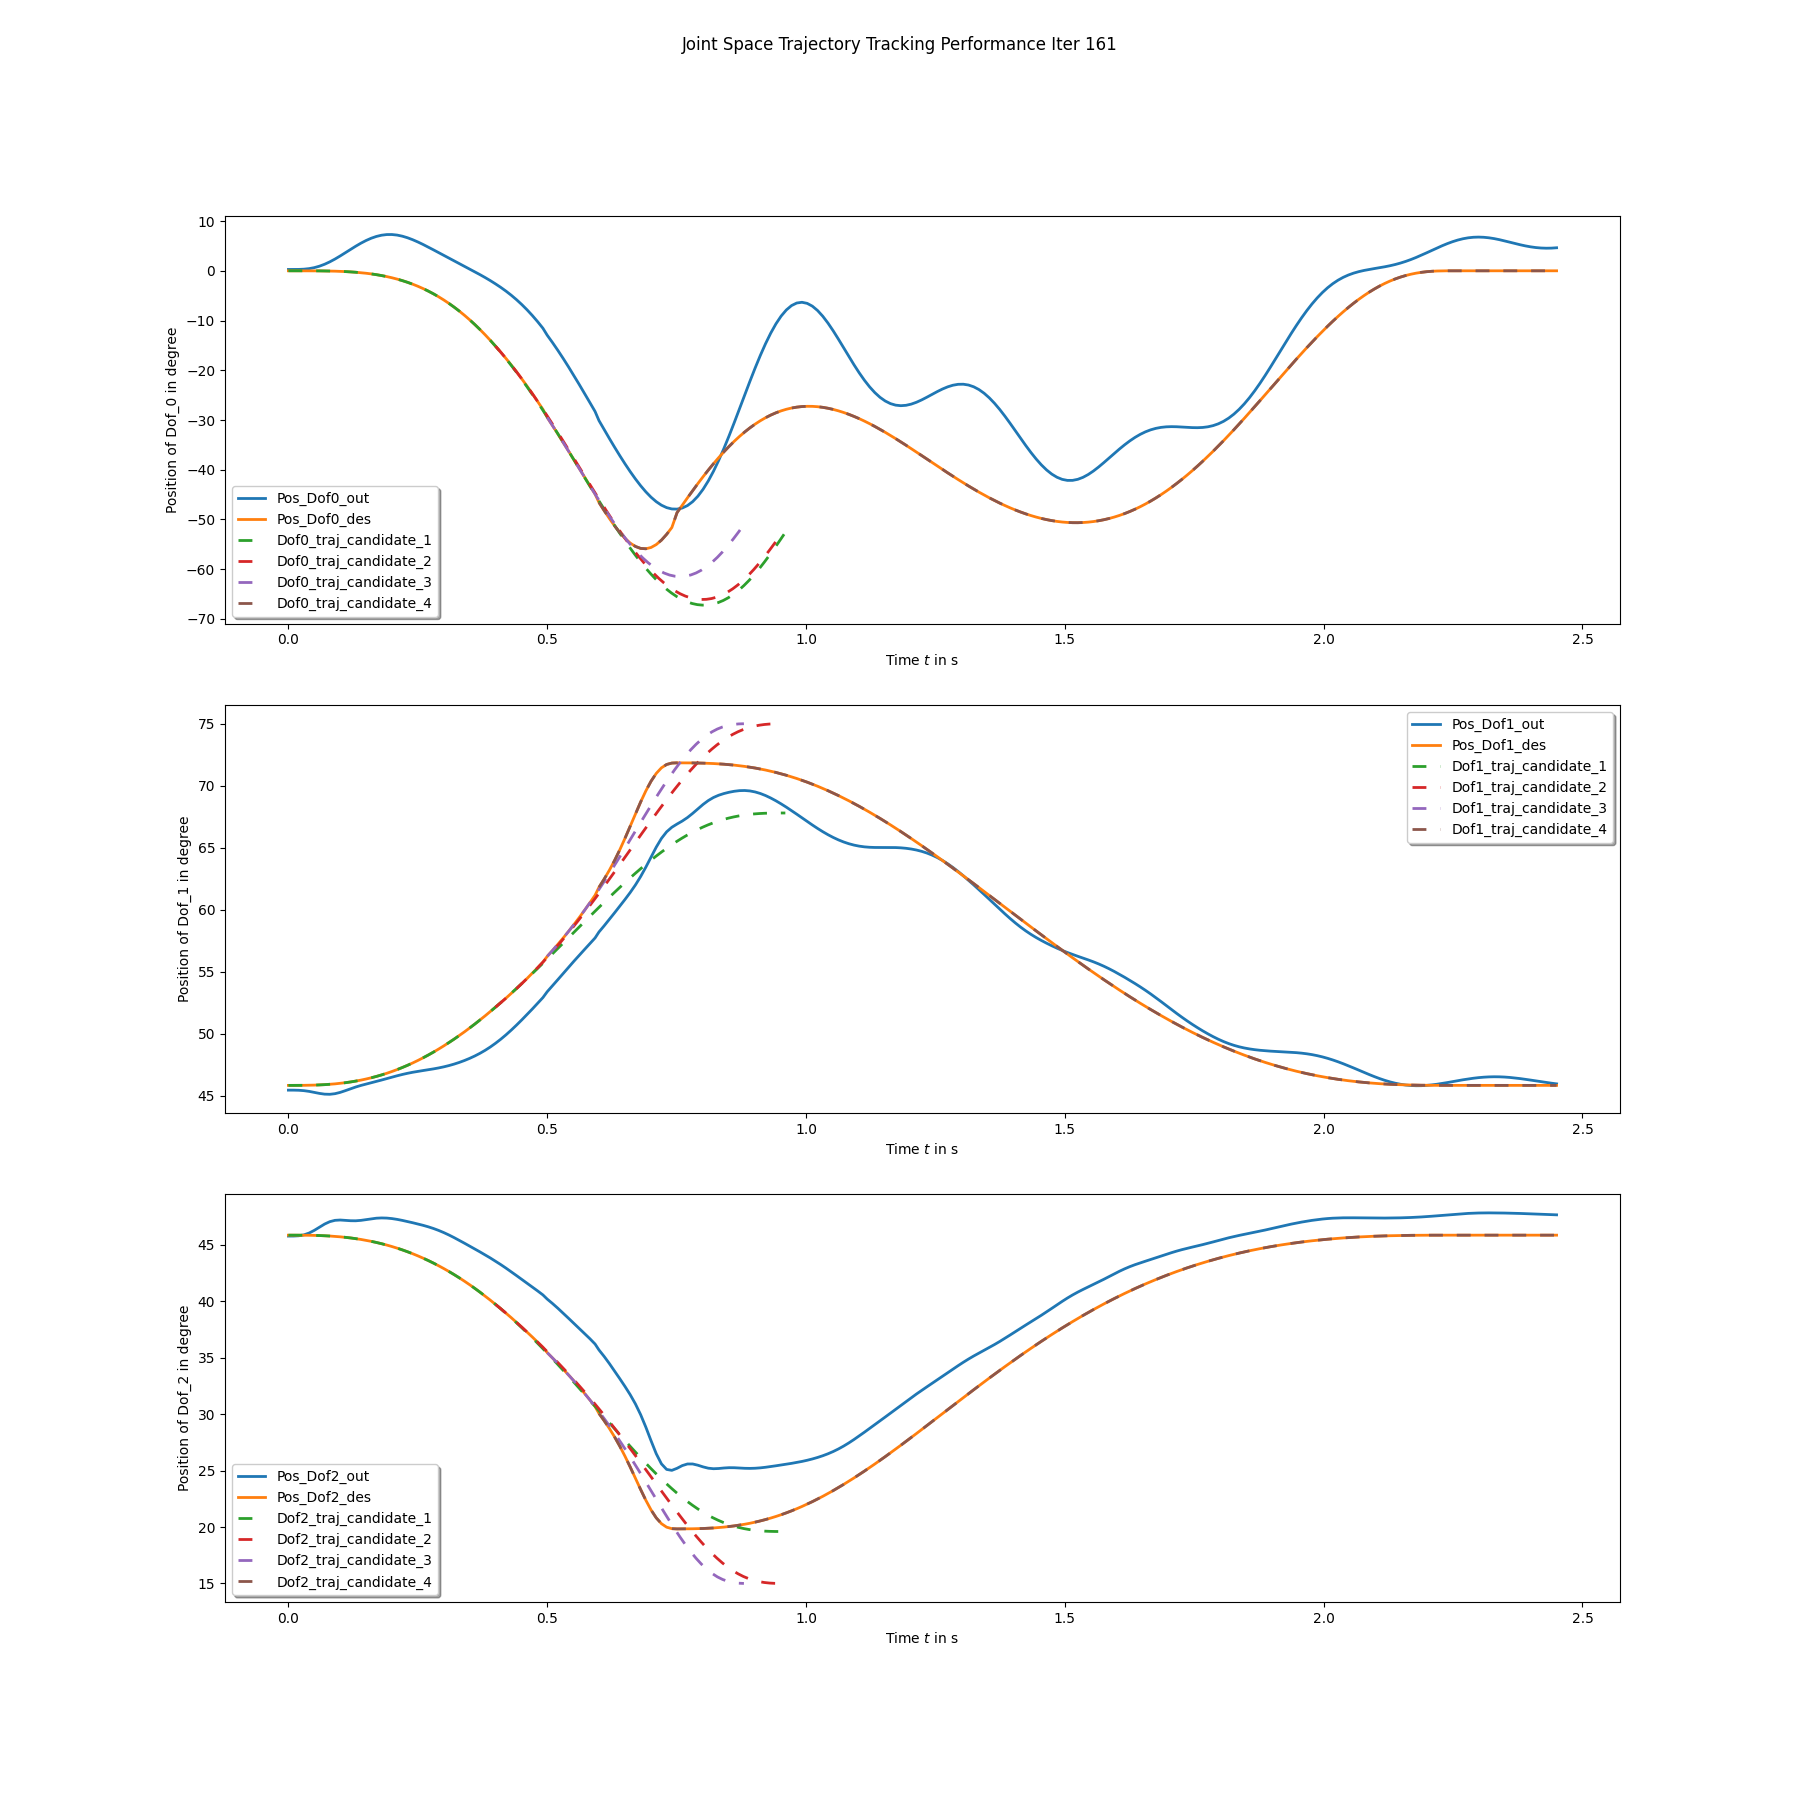 Joint Space Trajectory Tracking Performance Iter 161
10
0
−10
−20
−30
−40
−50
−60
−70
Position of Dof_0 in degree
Pos_Dof0_out
Pos_Dof0_des
Dof0_traj_candidate_1
Dof0_traj_candidate_2
Dof0_traj_candidate_3
Dof0_traj_candidate_4
0.0 0.5 1.0 1.5 2.0 2.5
Time t in s
75
70
65
60
55
50
45
Position of Dof_1 in degree
Pos_Dof1_out
Pos_Dof1_des
Dof1_traj_candidate_1
Dof1_traj_candidate_2
Dof1_traj_candidate_3
Dof1_traj_candidate_4
0.0 0.5 1.0 1.5 2.0 2.5
Time t in s
45
40
35
30
25
20
15
Position of Dof_2 in degree
Pos_Dof2_out
Pos_Dof2_des
Dof2_traj_candidate_1
Dof2_traj_candidate_2
Dof2_traj_candidate_3
Dof2_traj_candidate_4
0.0 0.5 1.0 1.5 2.0 2.5
Time t in s